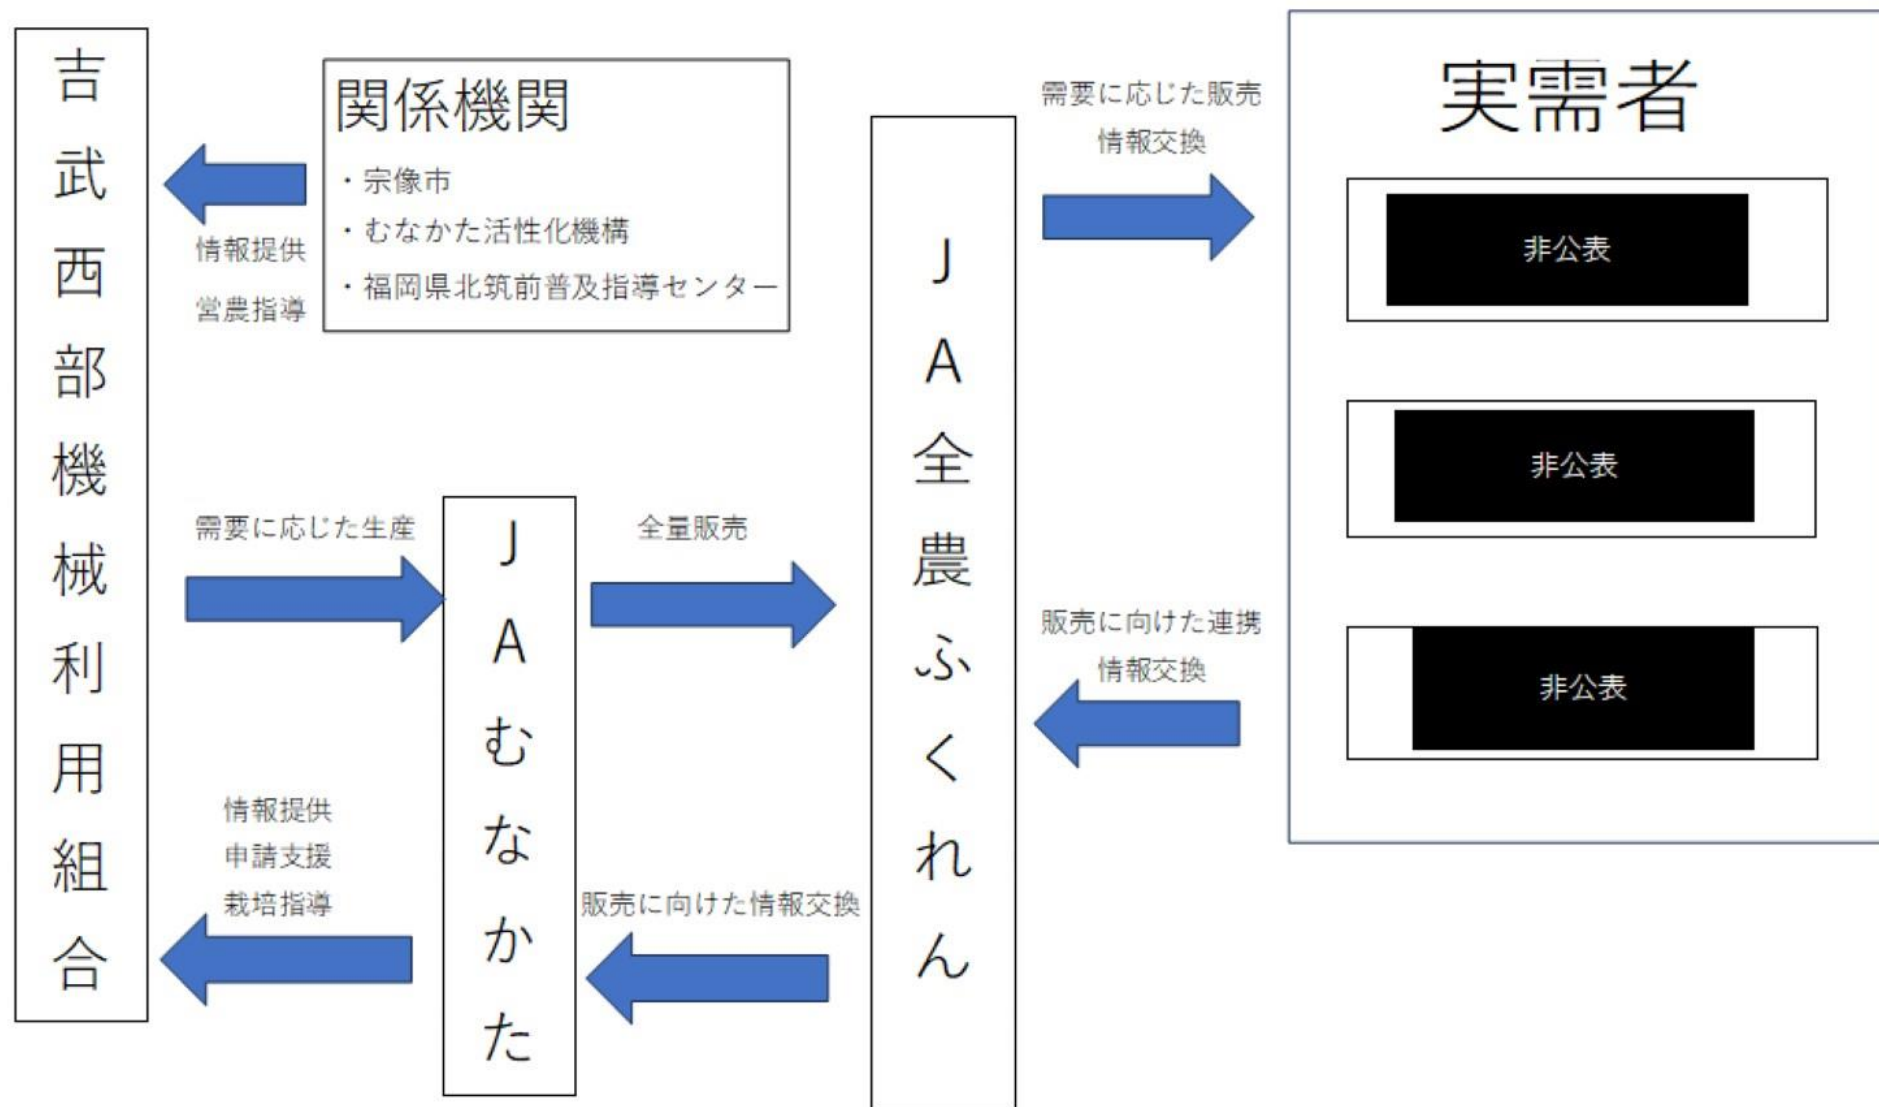 吉武西部機械利用組合
関係機関
・宗像市
・むなかた活性化機構
・福岡県北筑前普及指導センター
情報提供
営農指導
需要に応じた生産
情報提供
申請支援
栽培指導
JAむなかた
全量販売
販売に向けた情報交換
JA全農ふくれん
需要に応じた販売
情報交換
販売に向けた連携
情報交換
実需者
非公表
非公表
非公表